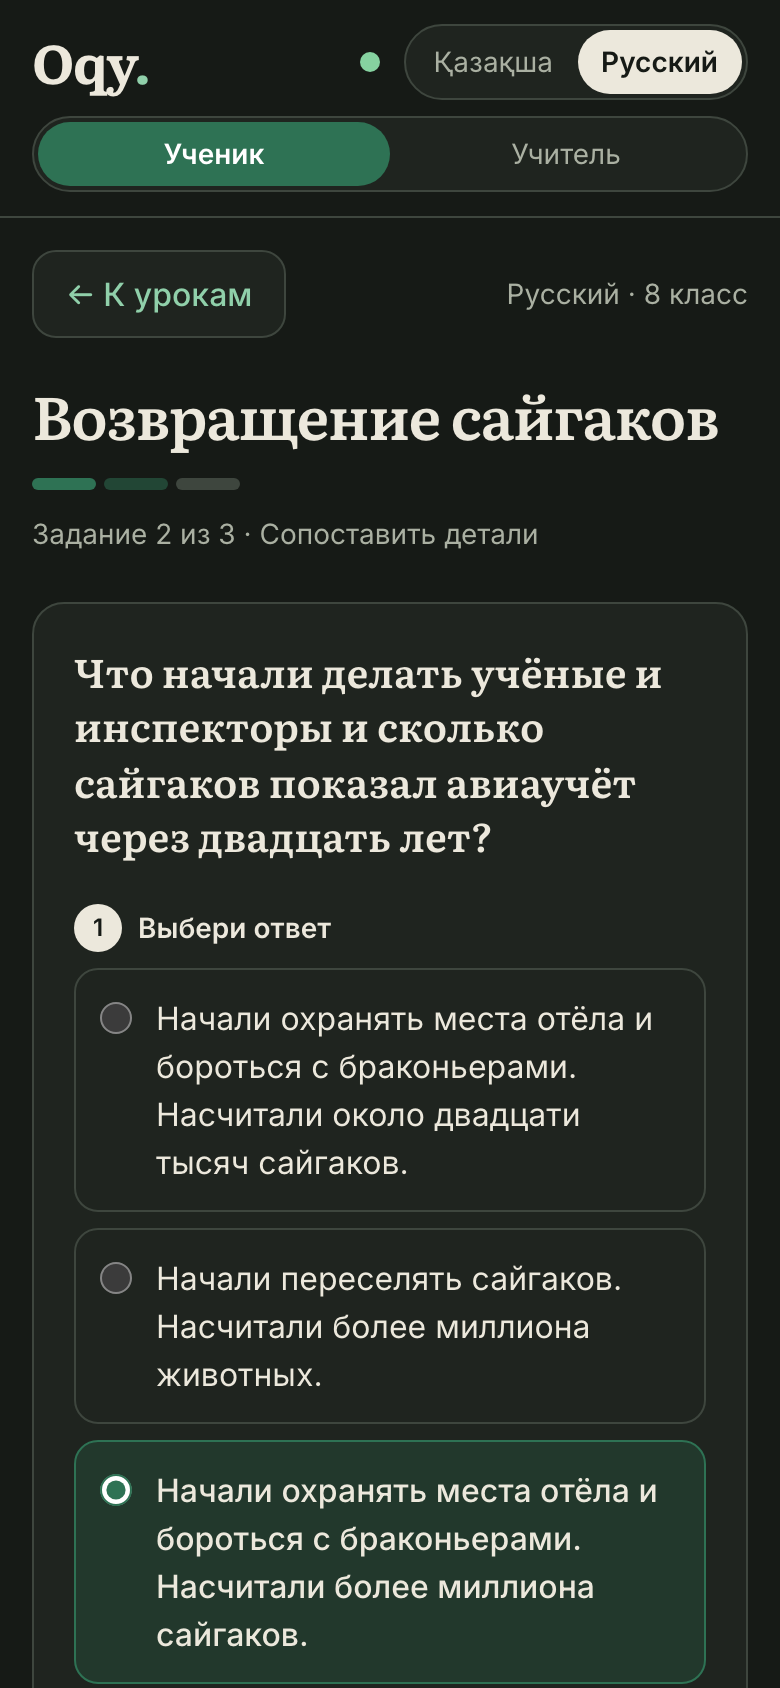 Oqy.
Қазақша Русский
Ученик Учитель
← К урокам
Русский · 8 класс
Возвращение сайгаков
Задание 2 из 3 · Сопоставить детали
Что начали делать учёные и
инспекторы и сколько
сайгаков показал авиаучёт
через двадцать лет?
1 Выбери ответ
Начали охранять места отёла и
бороться с браконьерами.
Насчитали около двадцати
тысяч сайгаков.
Начали переселять сайгаков.
Насчитали более миллиона
животных.
Начали охранять места отёла и
бороться с браконьерами.
Насчитали более миллиона
сайгаков.